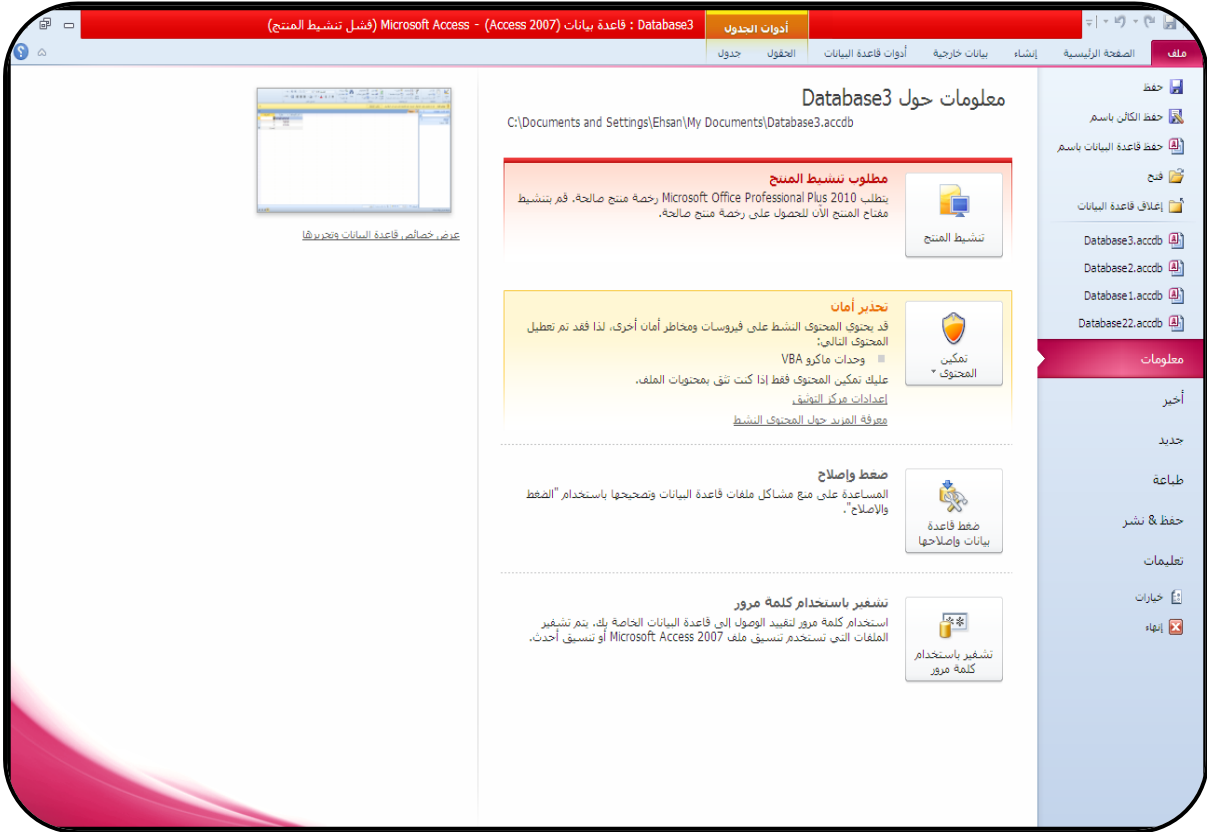 Database3 : قاعدة بيانات (Access 2007) - Microsoft Access (فشل تنشيط المنتج)
أدوات الجدول
ملف
الصفحة الرئيسية
إنشاء
بيانات خارجية
أدوات قاعدة البيانات
الحقول
جدول
حفظ
حفظ الكائن باسم
حفظ قاعدة البيانات باسم
فتح
إغلاق قاعدة البيانات
Database3.accdb
Database2.accdb
Database1.accdb
Database22.accdb
معلومات
أخير
جديد
طباعة
حفظ & نشر
تعليمات
خيارات
إنهاء
معلومات حول Database3
C:\Documents and Settings\Ehsan\My Documents\Database3.accdb
تنشيط المنتج
مطلوب تنشيط المنتج
يتطلب Microsoft Office Professional Plus 2010 رخصة منتج صالحة. قم بتنشيط
مفتاح المنتج الآن للحصول على رخصة منتج صالحة.
تمكين
المحتوى
تحذير أمان
قد يحتوي المحتوى النشط على فيروسات ومخاطر أمان أخرى، لذا فقد تم تعطيل
المحتوى التالي:
وحدات ماكرو VBA
عليك تمكين المحتوى فقط إذا كنت تثق بمحتويات الملف.
إعدادات مركز التوثيق
معرفة المزيد حول المحتوى النشط
ضغط قاعدة
بيانات وإصلاحها
ضغط وإصلاح
المساعدة على منع مشاكل ملفات قاعدة البيانات وتصحيحها باستخدام "الضغط
والإصلاح".
تشفير باستخدام
كلمة مرور
تشفير باستخدام كلمة مرور
استخدام كلمة مرور لتقييد الوصول إلى قاعدة البيانات الخاصة بك. يتم تشفير
الملفات التي تستخدم تنسيق ملف Microsoft Access 2007 أو تنسيق أحدث.
عرض خصائص قاعدة البيانات وتحريرها